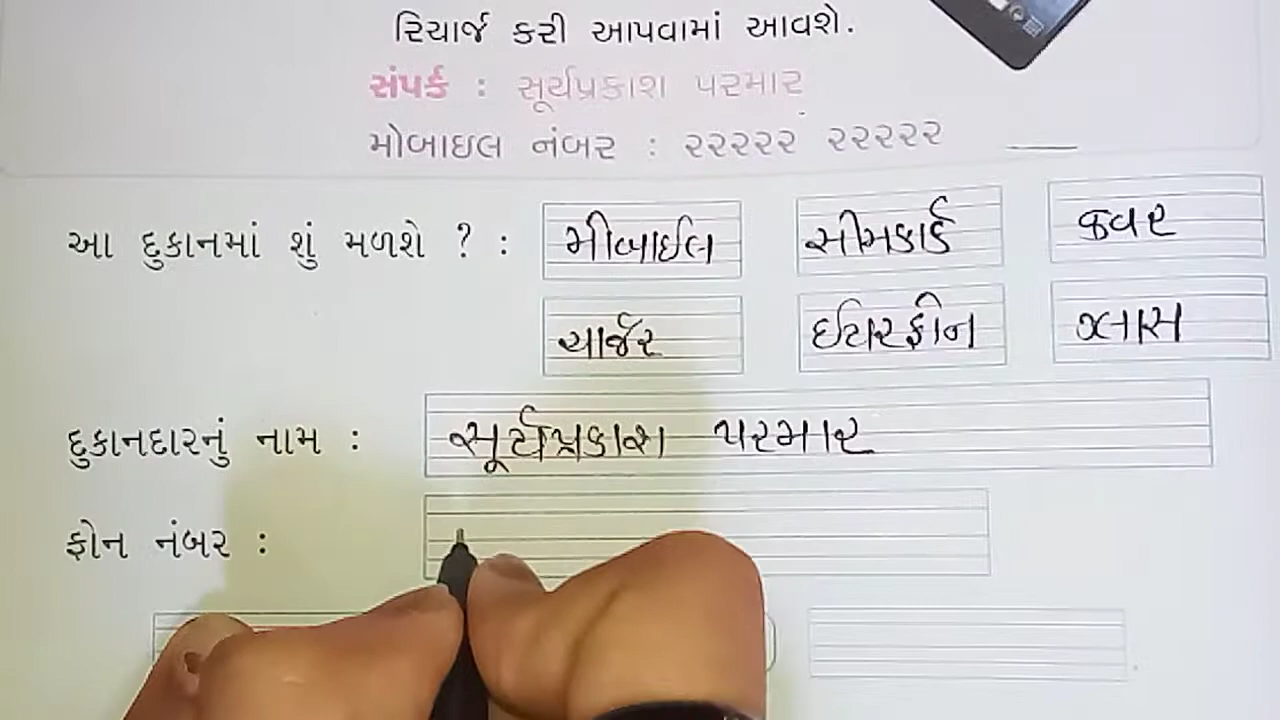 રિચાર્જ કરી આપવામાં આવશે.
સંપર્ક : સૂર્યપ્રકાશ પરમાર
મોબાઇલ નંબર : ૨૨૨૨૨ ૨૨૨૨૨
આ દુકાનમાં શું મળશે ? : મોબાઈલ સીમકાર્ડ કવર
ચાર્જર ઈયરફોન ગ્લાસ
દુકાનદારનું નામ : સૂર્યપ્રકાશ પરમાર
ફોન નંબર :